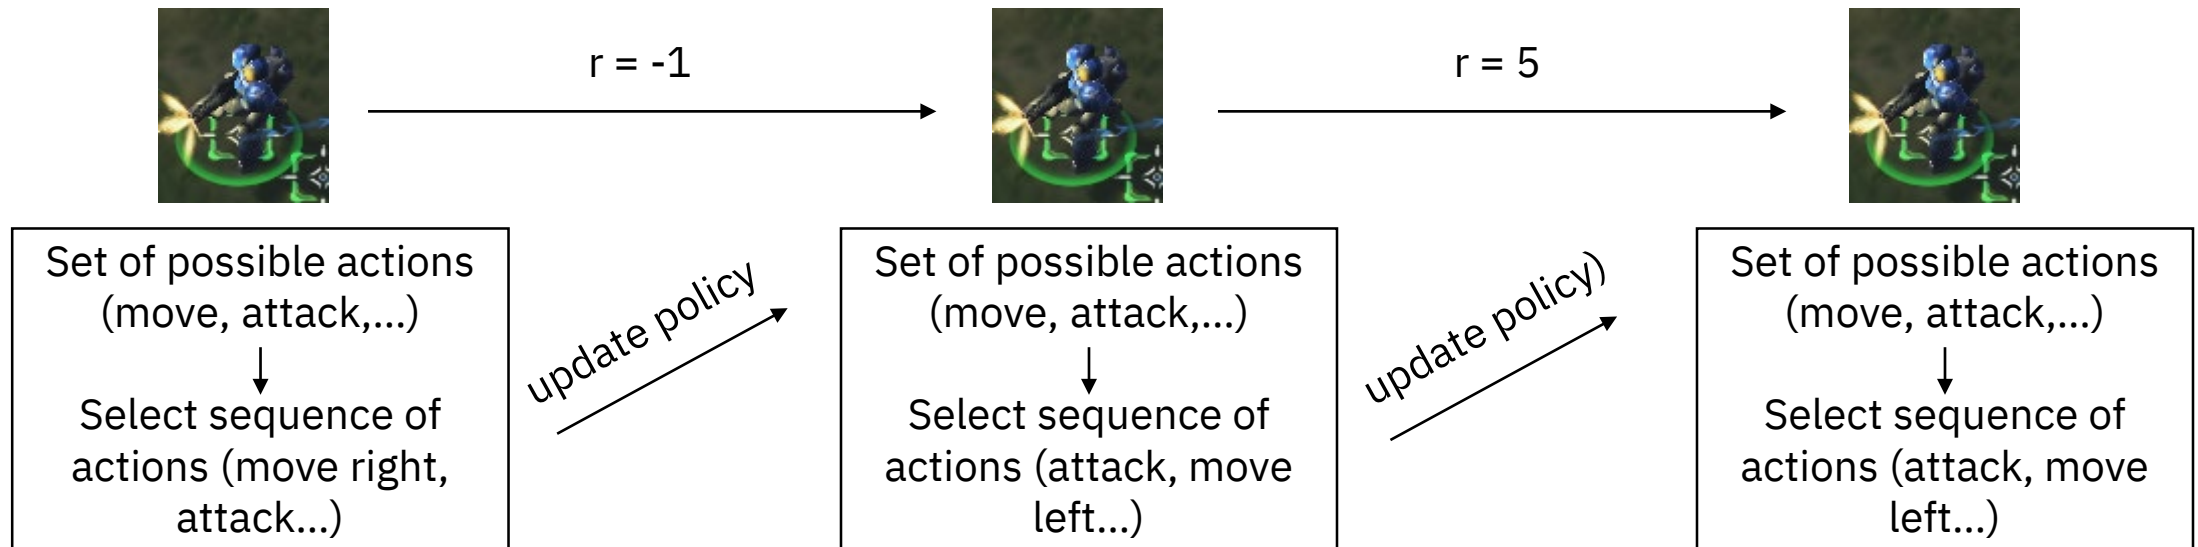 r = -1
r = 5
Set of possible actions
(move, attack,...)
Select sequence of
actions (move right,
attack...)
update policy
Set of possible actions
(move, attack,...)
Select sequence of
actions (attack, move
left...)
update policy)
Set of possible actions
(move, attack,...)
Select sequence of
actions (attack, move
left...)